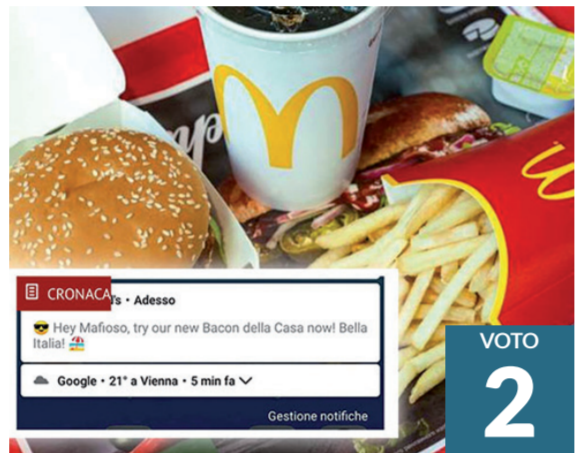 CRONACA
's • Adesso
😎 Hey Mafioso, try our new Bacon della Casa now! Bella
Italia! 🏖️
Google • 21° a Vienna • 5 min fa
Gestione notifiche
VOTO
2